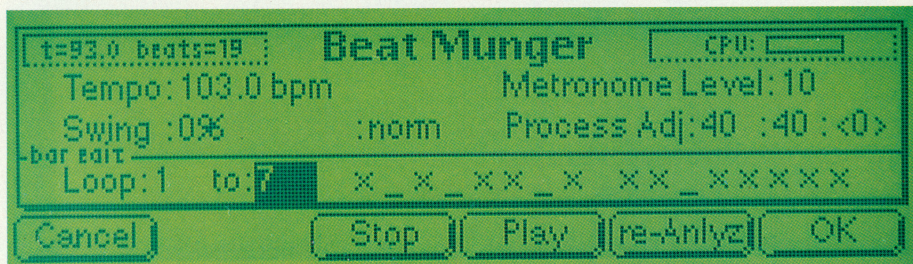 t=93.0 beats=19 Beat Munger CPU:
Tempo:103.0 bpm Metronome Level:10
Swing :0% :norm Process Adj:40 :40 :<0>
bar edit
Loop:1 to:7 x_x_xx_x xx_xxxxx
Cancel Stop Play re-Anlyz OK